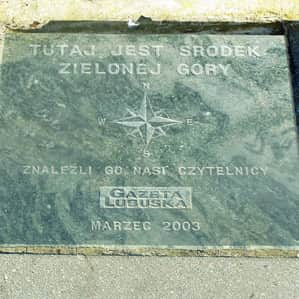 TUTAJ JEST ŚRODEK
ZIELONEJ GÓRY
N
W E
S
ZNALEŹLI GO NASI CZYTELNICY
GAZETA
LUBUSKA
MARZEC 2003